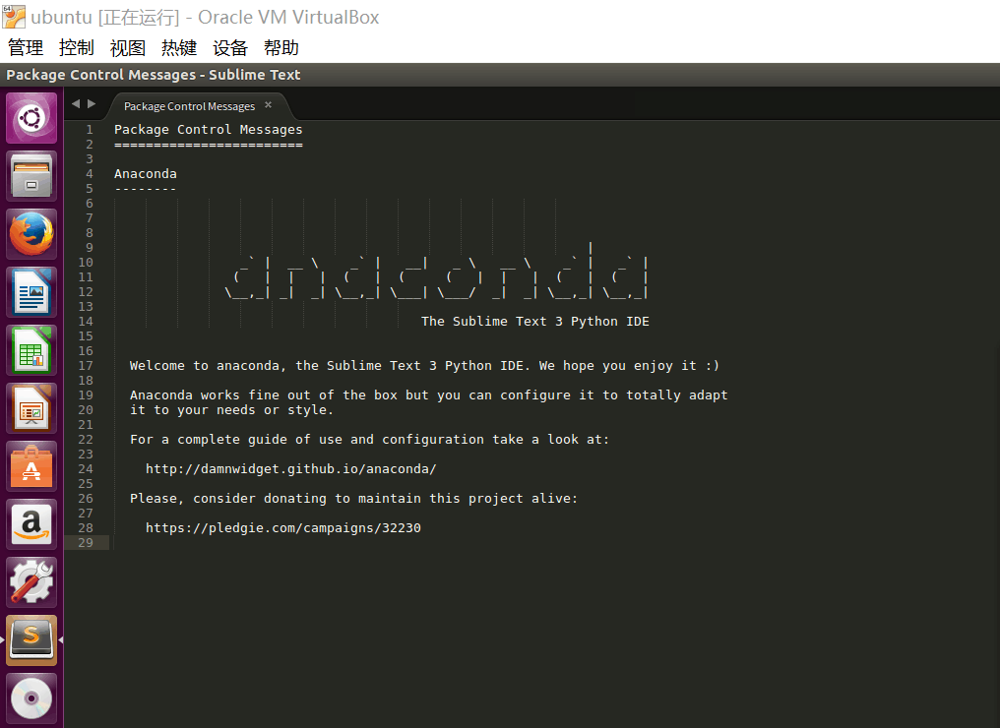 ubuntu [正在运行] - Oracle VM VirtualBox
管理 控制 视图 热键 设备 帮助
Package Control Messages - Sublime Text
Package Control Messages ×
1 Package Control Messages
2 ========================
3
4 Anaconda
5 --------
6
7
8
9 |
10 _` | __ \ _` | __| _ \ __ \ _` | _` |
11 ( | | | ( | ( ( | | | ( | ( |
12 \__,_| _| _| \__,_| \___| \___/ _| _| \__,_| \__,_|
13
14 The Sublime Text 3 Python IDE
15
16
17 Welcome to anaconda, the Sublime Text 3 Python IDE. We hope you enjoy it :)
18
19 Anaconda works fine out of the box but you can configure it to totally adapt
20 it to your needs or style.
21
22 For a complete guide of use and configuration take a look at:
23
24 http://damnwidget.github.io/anaconda/
25
26 Please, consider donating to maintain this project alive:
27
28 https://pledgie.com/campaigns/32230
29